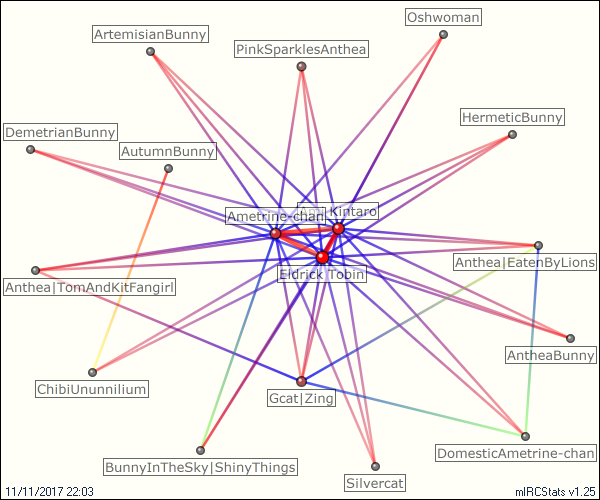 Oshwoman
ArtemisianBunny
PinkSparklesAnthea
HermeticBunny
DemetrianBunny
AutumnBunny
Ametrine-chan
Kintaro
Anthea|EatenByLions
Eldrick Tobin
Anthea|TomAndKitFangirl
AntheaBunny
ChibiUnunnilium
Gcat|Zing
DomesticAmetrine-chan
BunnyInTheSky|ShinyThings
Silvercat
11/11/2017 22:03
mIRCStats v1.25